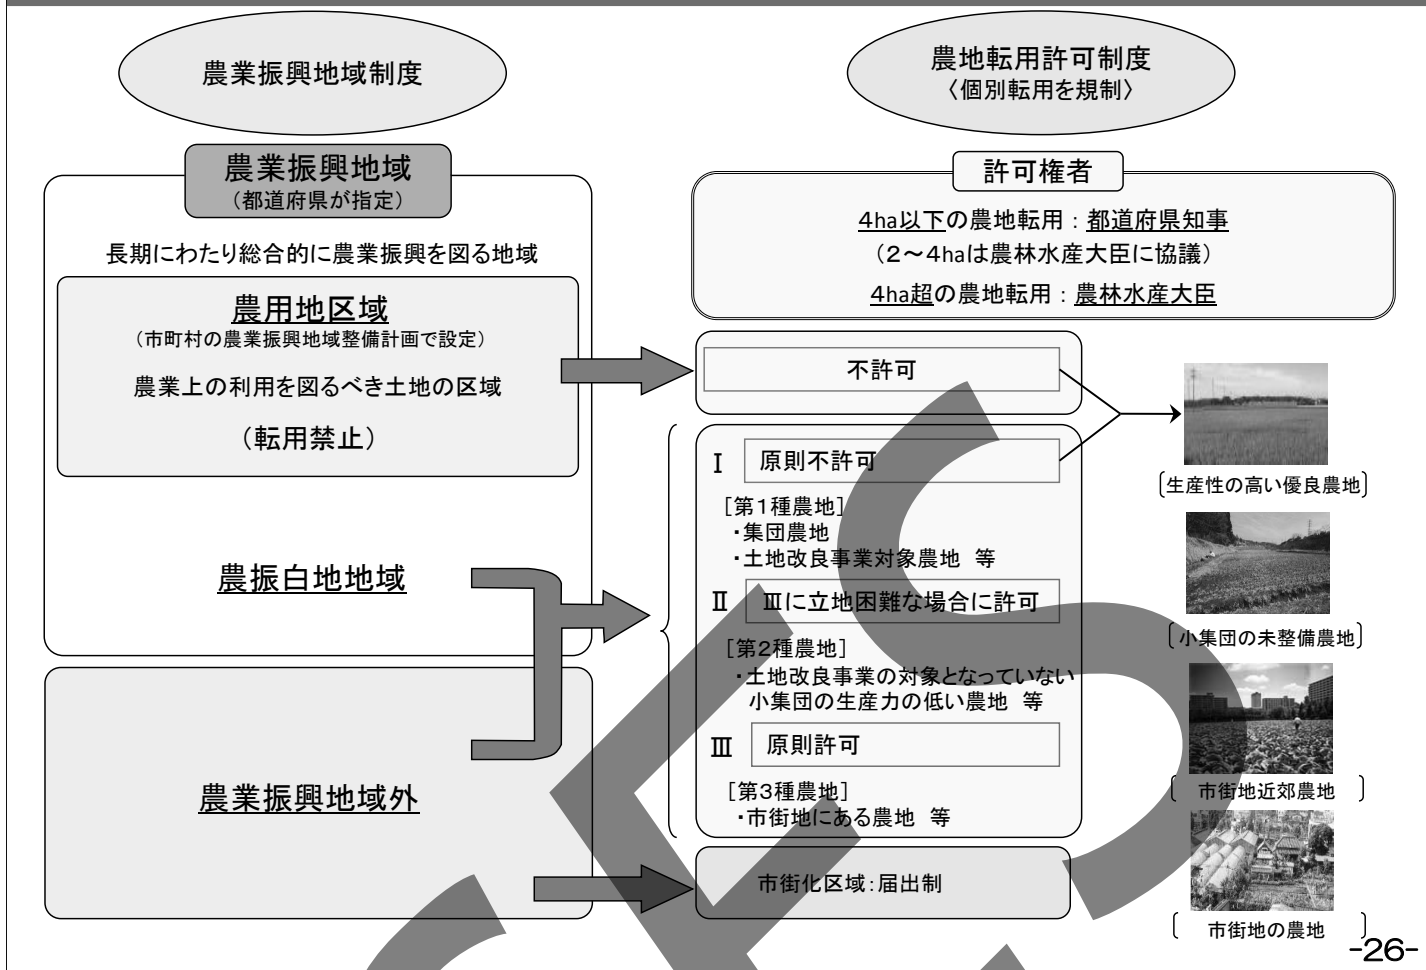 農業振興地域制度
農業振興地域
（都道府県が指定）
長期にわたり総合的に農業振興を図る地域
農用地区域
（市町村の農業振興地域整備計画で設定）
農業上の利用を図るべき土地の区域
（転用禁止）
農振白地地域
農業振興地域外
農地転用許可制度
〈個別転用を規制〉
許可権者
4ha以下の農地転用：都道府県知事
（2～4haは農林水産大臣に協議）
4ha超の農地転用：農林水産大臣
不許可
Ⅰ 原則不許可
［第1種農地］
・集団農地
・土地改良事業対象農地 等
Ⅱ Ⅲに立地困難な場合に許可
［第2種農地］
・土地改良事業の対象となっていない
小集団の生産力の低い農地 等
Ⅲ 原則許可
［第3種農地］
・市街地にある農地 等
市街化区域：届出制
〔生産性の高い優良農地〕
〔小集団の未整備農地〕
〔市街地近郊農地〕
〔市街地の農地〕
-26-